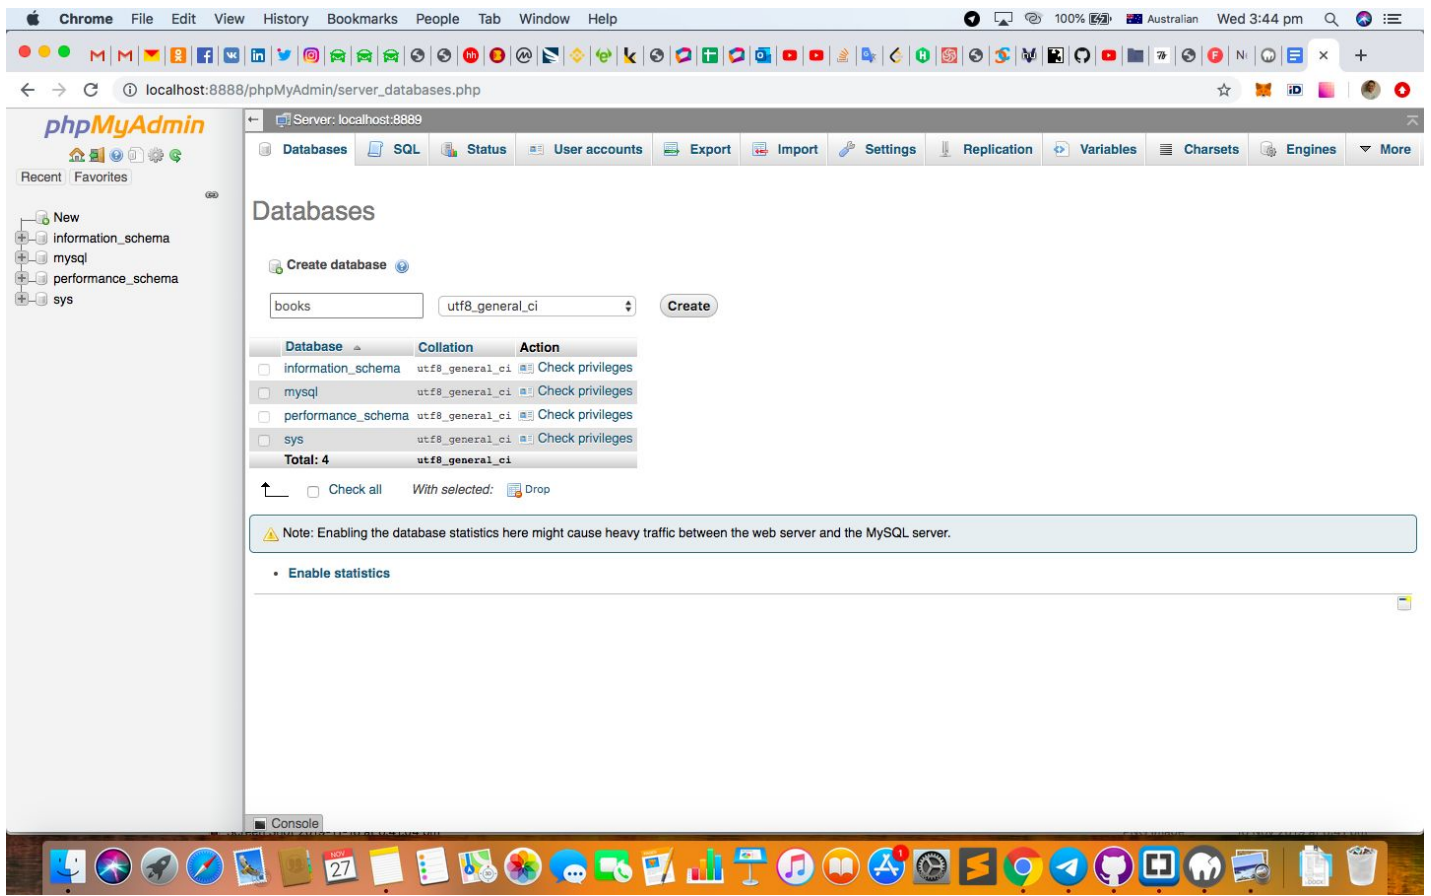 Chrome File Edit View History Bookmarks People Tab Window Help 100% Australian Wed 3:44 pm
localhost:8888/phpMyAdmin/server_databases.php
phpMyAdmin
Recent Favorites
New
information_schema
mysql
performance_schema
sys
Server: localhost:8889
Databases SQL Status User accounts Export Import Settings Replication Variables Charsets Engines More
Databases
Create database
books utf8_general_ci Create
Database Collation Action
information_schema utf8_general_ci Check privileges
mysql utf8_general_ci Check privileges
performance_schema utf8_general_ci Check privileges
sys utf8_general_ci Check privileges
Total: 4 utf8_general_ci
Check all With selected: Drop
Note: Enabling the database statistics here might cause heavy traffic between the web server and the MySQL server.
• Enable statistics
Console
NOV
27
1